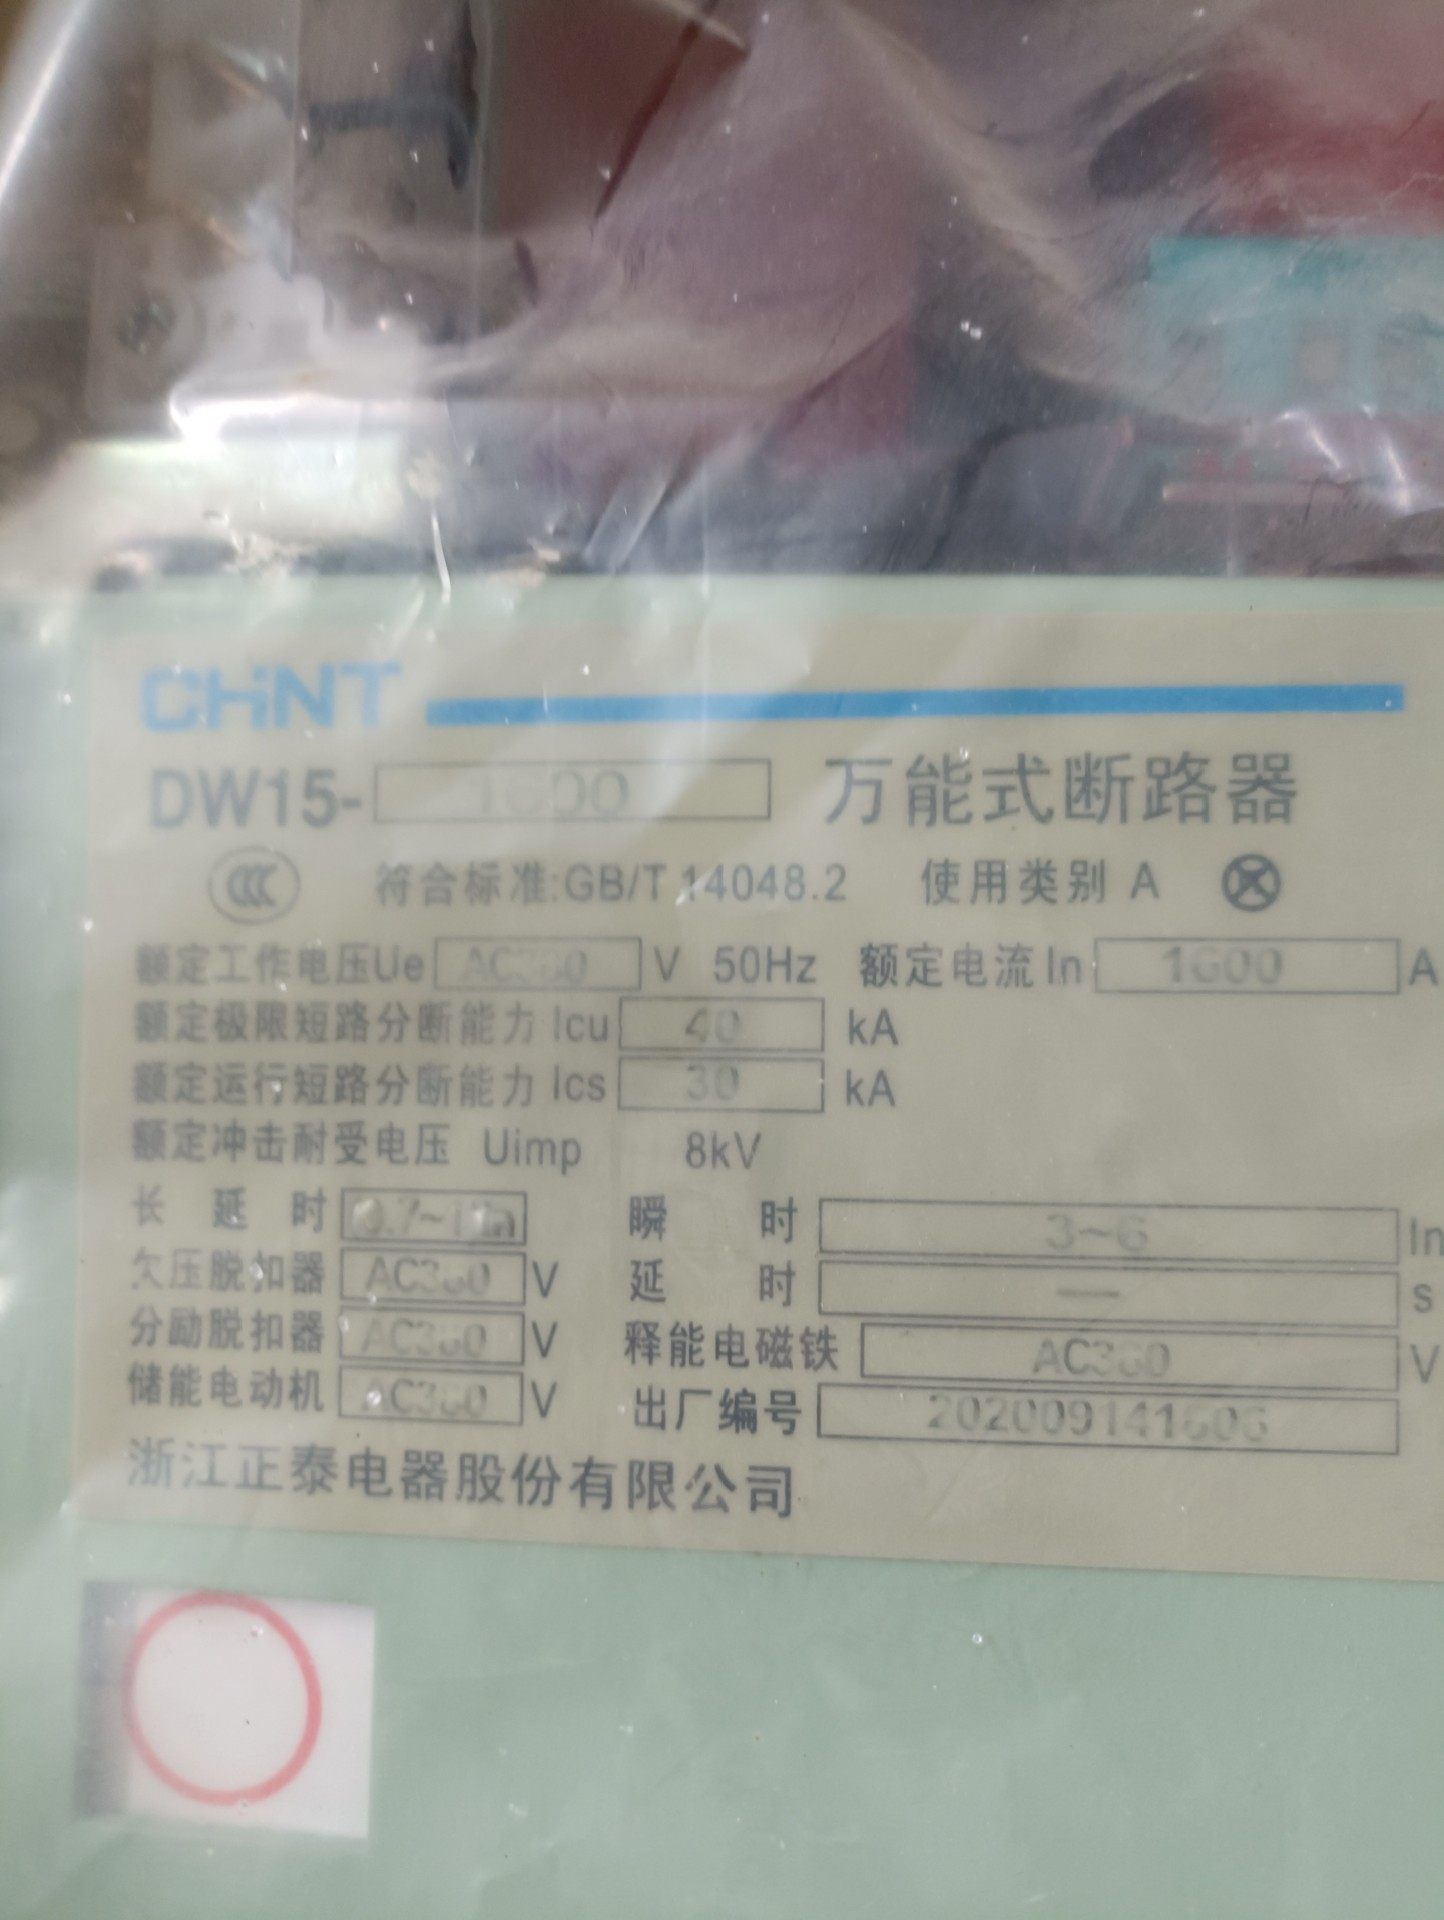 CHNT
DW15-1600 万能式断路器
CCC 符合标准:GB/T 14048.2 使用类别 A
额定工作电压Ue AC380 V 50Hz 额定电流In 1600 A
额定极限短路分断能力 Icu 40 kA
额定运行短路分断能力 Ics 30 kA
额定冲击耐受电压 Uimp 8kV
长延时 0.7~1In 瞬时 3~6 In
欠压脱扣器 AC380 V 延时 — s
分励脱扣器 AC380 V 释能电磁铁 AC380 V
储能电动机 AC380 V 出厂编号
浙江正泰电器股份有限公司